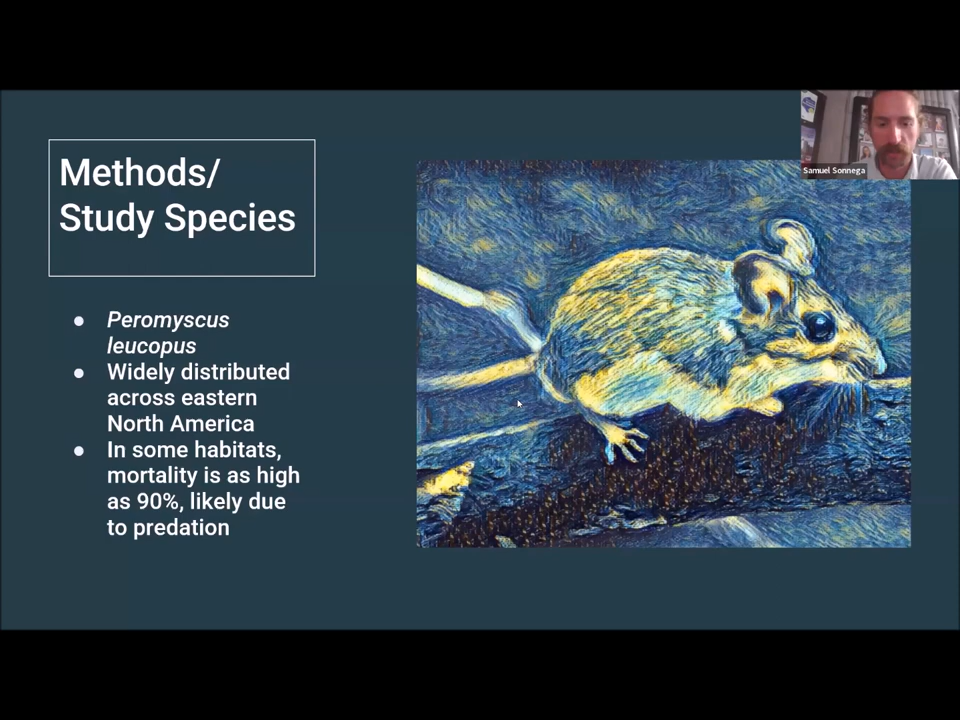 Methods/
Study Species
● Peromyscus
leucopus
● Widely distributed
across eastern
North America
● In some habitats,
mortality is as high
as 90%, likely due
to predation
Samuel Sonnega